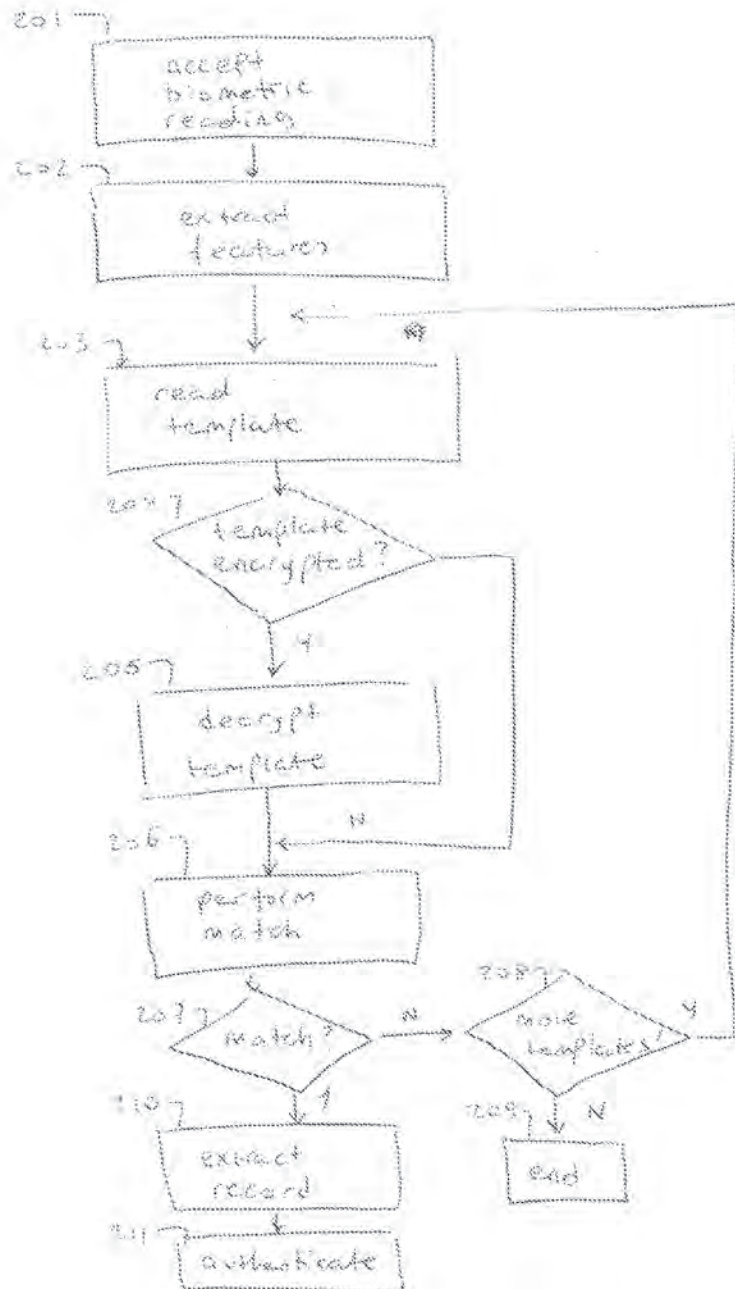 201
accept
biometric
reading
202
extract
features
203
read
template
204
template
encrypted?
Y
205
decrypt
template
N
206
perform
match
207
match?
N
208
more
templates?
Y
N
209
end
Y
210
extract
record
211
authenticate